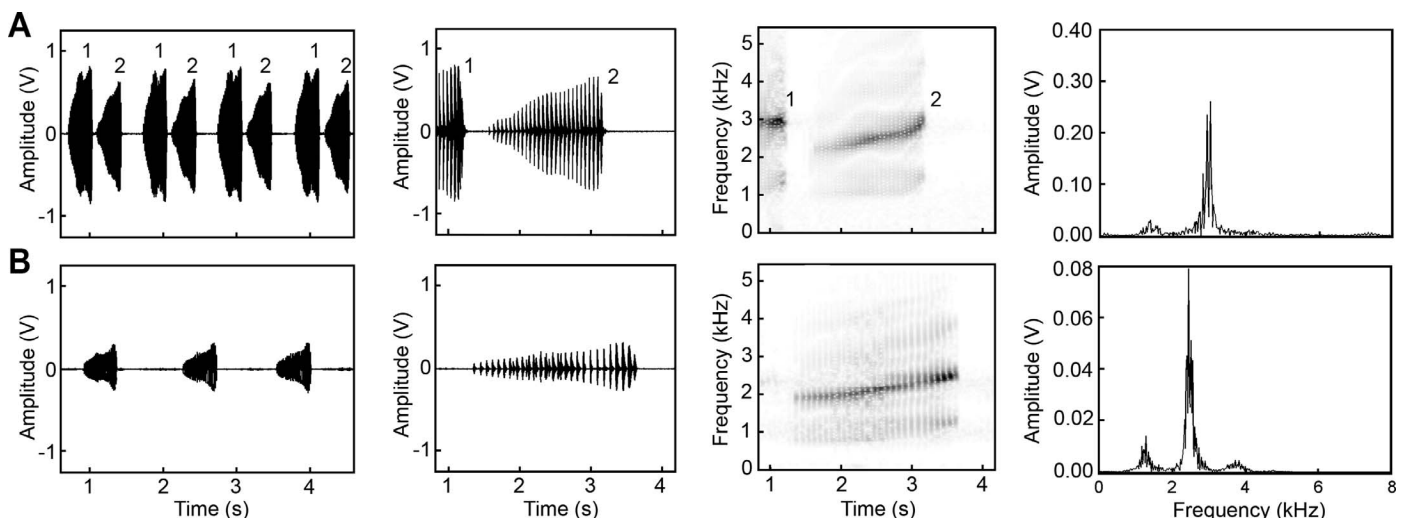 A
Amplitude (V)
1
0
-1
1 2 1 2 1 2 1 2
Amplitude (V)
1
0
-1
1
2
Frequency (kHz)
5
4
3
2
1
0
1
2
Amplitude (V)
0.40
0.30
0.20
0.10
0.00
B
Amplitude (V)
1
0
-1
1 2 3 4
Time (s)
Amplitude (V)
1
0
-1
1 2 3
Time (s)
Frequency (kHz)
5
4
3
2
1
0
1 2 3 4
Time (s)
Amplitude (V)
0.08
0.06
0.04
0.02
0.00
0 2 4 6 8
Frequency (kHz)